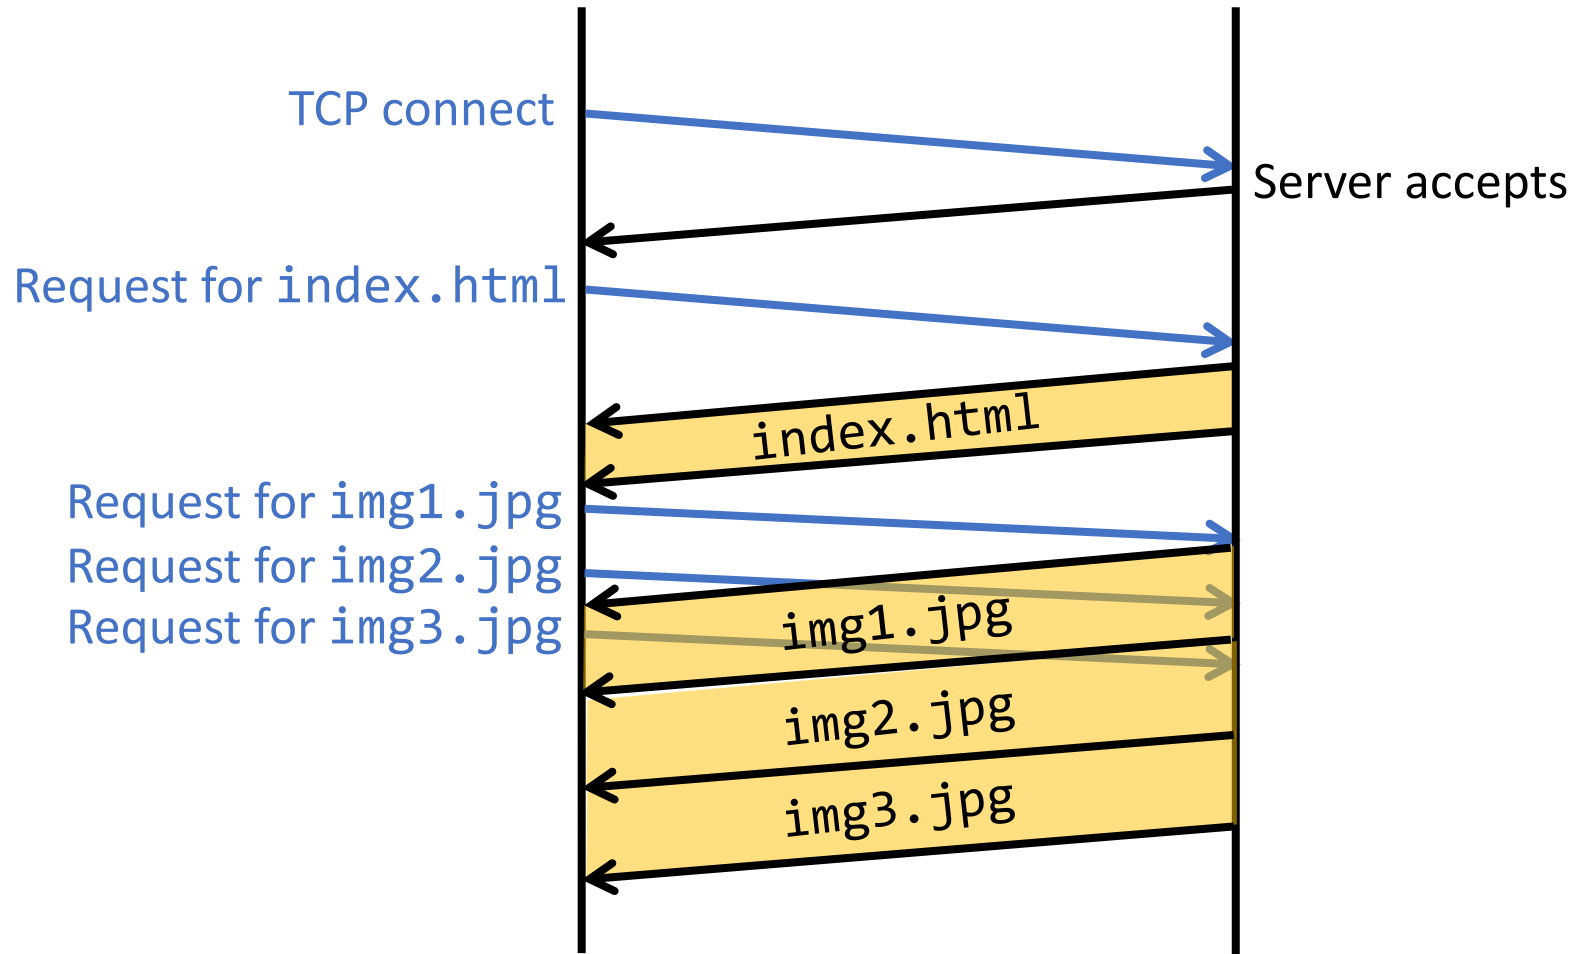 TCP connect
Server accepts
Request for index.html
index.html
Request for img1.jpg
Request for img2.jpg
Request for img3.jpg
img1.jpg
img2.jpg
img3.jpg